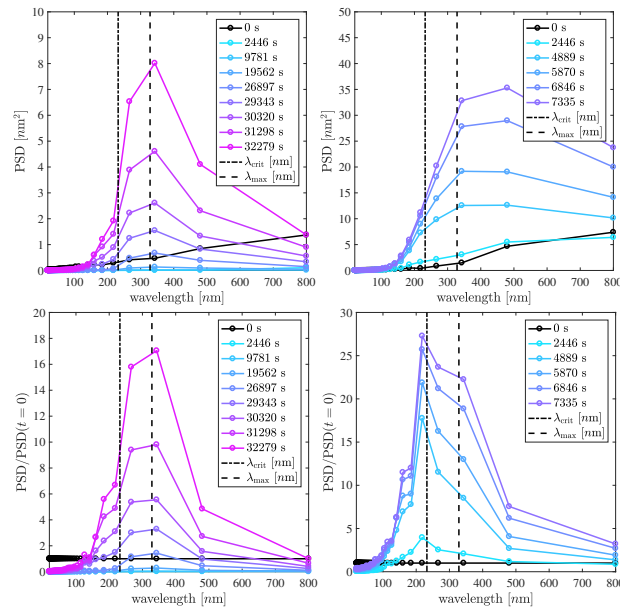 10
9
8
7
6
5
4
3
2
1
0
PSD [nm²]
100 200 300 400 500 600 700 800
wavelength [nm]
0 s
2446 s
9781 s
19562 s
26897 s
29343 s
30320 s
31298 s
32279 s
λcrit [nm]
λmax [nm]
50
45
40
35
30
25
20
15
10
5
0
PSD [nm²]
100 200 300 400 500 600 700 800
wavelength [nm]
0 s
2446 s
4889 s
5870 s
6846 s
7335 s
λcrit [nm]
λmax [nm]
20
18
16
14
12
10
8
6
4
2
0
PSD/PSD(t = 0)
100 200 300 400 500 600 700 800
wavelength [nm]
0 s
2446 s
9781 s
19562 s
26897 s
29343 s
30320 s
31298 s
32279 s
λcrit [nm]
λmax [nm]
30
25
20
15
10
5
0
PSD/PSD(t = 0)
100 200 300 400 500 600 700 800
wavelength [nm]
0 s
2446 s
4889 s
5870 s
6846 s
7335 s
λcrit [nm]
λmax [nm]